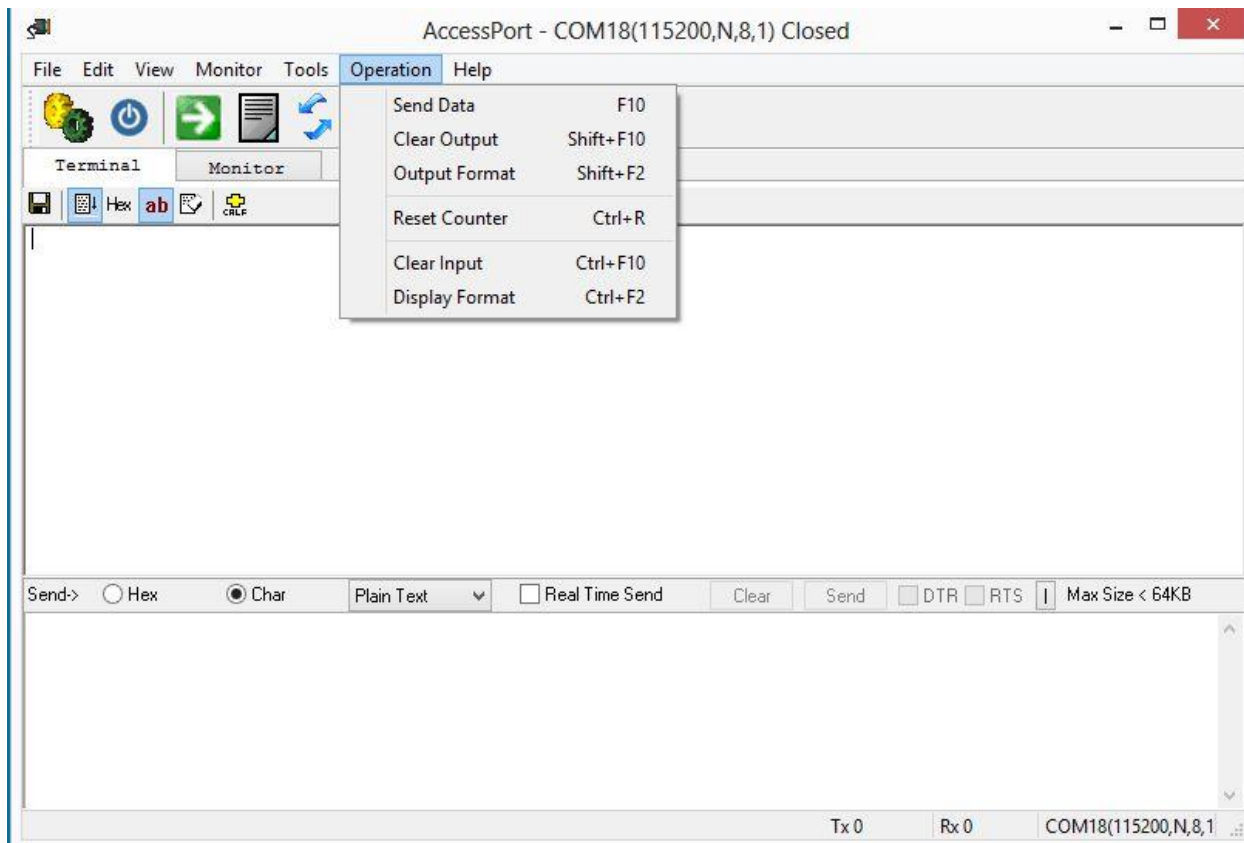 AccessPort - COM18(115200,N,8,1) Closed
File Edit View Monitor Tools Operation Help
Send Data F10
Clear Output Shift+F10
Output Format Shift+F2
Reset Counter Ctrl+R
Clear Input Ctrl+F10
Display Format Ctrl+F2
Terminal Monitor
Hex ab CRLF
Send-> Hex Char Plain Text Real Time Send Clear Send DTR RTS Max Size < 64KB
Tx 0 Rx 0 COM18(115200,N,8,1